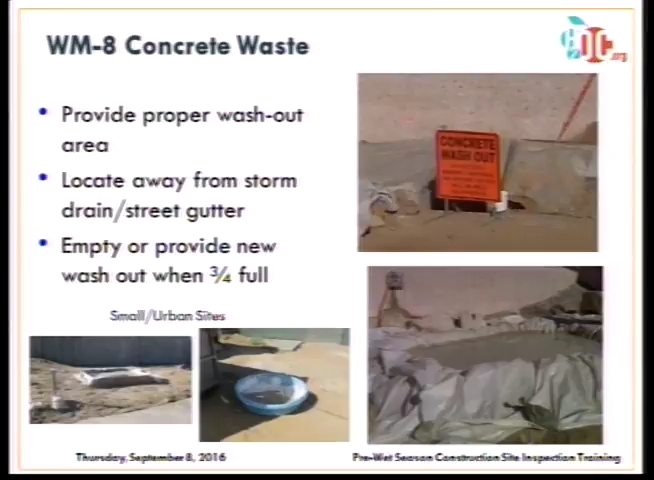 WM-8 Concrete Waste
H2OC.org
• Provide proper wash-out
area
• Locate away from storm
drain/street gutter
• Empty or provide new
wash out when ¾ full
CONCRETE
WASH OUT
Small/Urban Sites
Thursday, September 8, 2016
Pre-Wet Season Construction Site Inspection Training